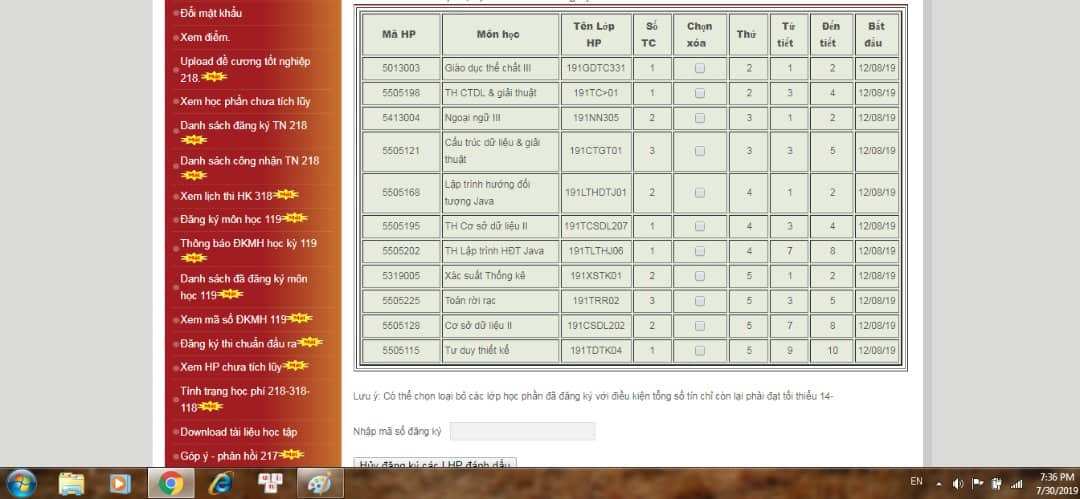 Đổi mật khẩu
Xem điểm.
Upload đề cương tốt nghiệp
218.
Xem học phần chưa tích lũy
Danh sách đăng ký TN 218
Danh sách công nhận TN 218
Xem lịch thi HK 318
Đăng ký môn học 119
Thông báo ĐKMH học kỳ 119
Danh sách đã đăng ký môn
học 119
Xem mã số ĐKMH 119
Đăng ký thi chuẩn đầu ra
Xem HP chưa tích lũy
Tình trạng học phí 218-318-
118
Download tài liệu học tập
Góp ý - phản hồi 217
Mã HP Môn học Tên Lớp HP Số TC Chọn xóa Thứ Từ tiết Đến tiết Bắt đầu
5013003 Giáo dục thể chất III 191GDTC331 1 2 1 2 12/08/19
5505198 TH CTDL & giải thuật 191TC>01 1 2 3 4 12/08/19
5413004 Ngoại ngữ III 191NN305 2 3 1 2 12/08/19
5505121 Cấu trúc dữ liệu & giải thuật 191CTGT01 3 3 3 5 12/08/19
5505168 Lập trình hướng đối tượng Java 191LTHDTJ01 2 4 1 2 12/08/19
5505195 TH Cơ sở dữ liệu II 191TCSDL207 1 4 3 4 12/08/19
5505202 TH Lập trình HĐT Java 191TLTHJ06 1 4 7 8 12/08/19
5319005 Xác suất Thống kê 191XSTK01 2 5 1 2 12/08/19
5505225 Toán rời rạc 191TRR02 3 5 3 5 12/08/19
5505128 Cơ sở dữ liệu II 191CSDL202 2 5 7 8 12/08/19
5505115 Tư duy thiết kế 191TDTK04 1 5 9 10 12/08/19
Lưu ý: Có thể chọn loại bỏ các lớp học phần đã đăng ký với điều kiện tổng số tín chỉ còn lại phải đạt tối thiểu 14-
Nhập mã số đăng ký
Hủy đăng ký các LHP đánh dấu
EN
7:36 PM
7/30/2019